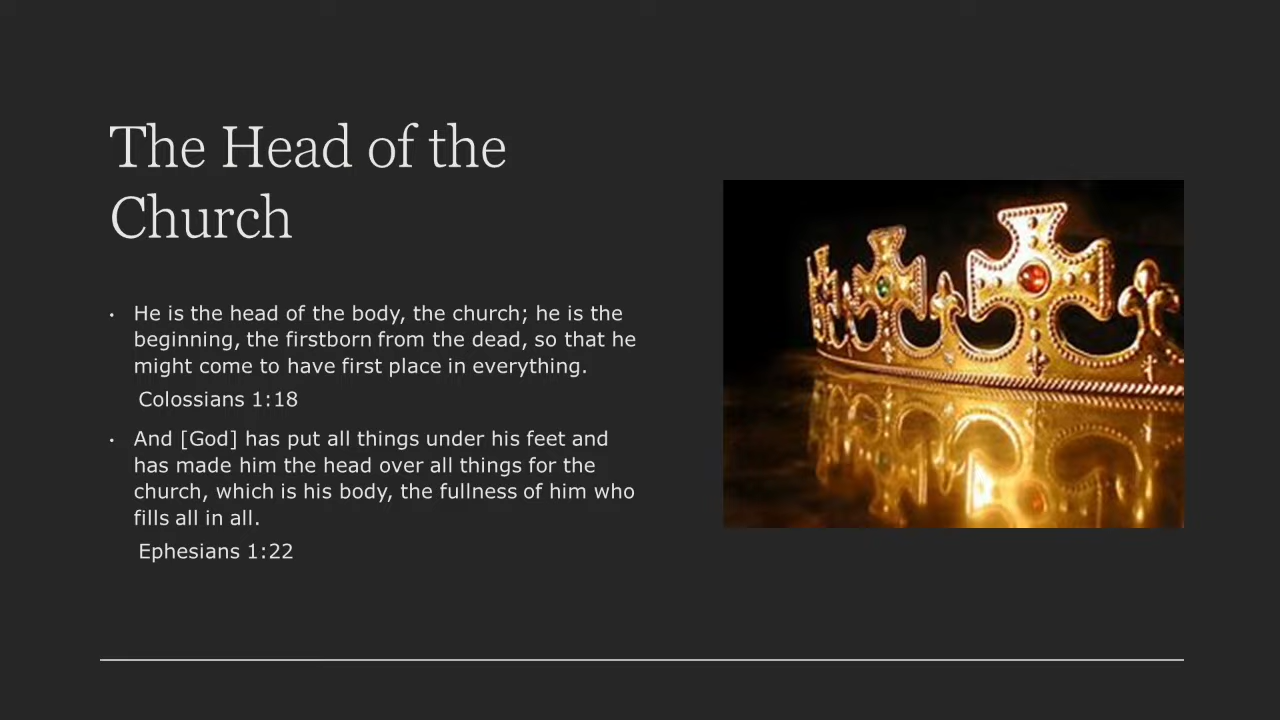 The Head of the
Church
• He is the head of the body, the church; he is the
beginning, the firstborn from the dead, so that he
might come to have first place in everything.
Colossians 1:18
• And [God] has put all things under his feet and
has made him the head over all things for the
church, which is his body, the fullness of him who
fills all in all.
Ephesians 1:22